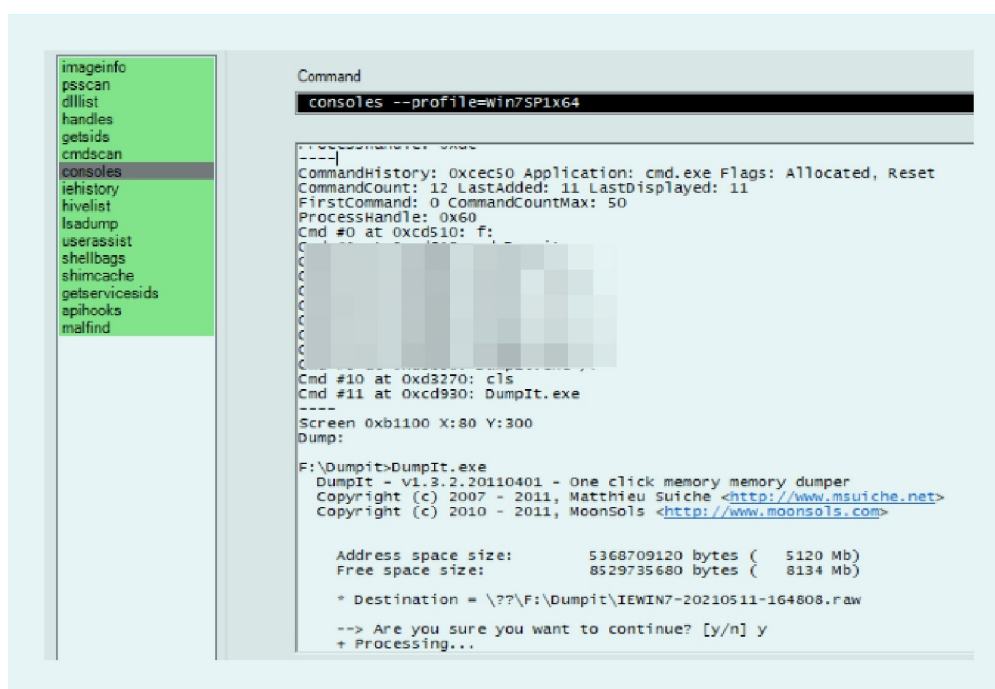 imageinfo
psscan
dlllist
handles
getsids
cmdscan
consoles
iehistory
hivelist
lsadump
userassist
shellbags
shimcache
getservicesids
apihooks
malfind
Command
consoles --profile=Win7SP1x64
----
CommandHistory: 0xcec50 Application: cmd.exe Flags: Allocated, Reset
CommandCount: 12 LastAdded: 11 LastDisplayed: 11
FirstCommand: 0 CommandCountMax: 50
ProcessHandle: 0x60
Cmd #0 at 0xcd510: f:
Cmd #10 at 0xd3270: cls
Cmd #11 at 0xcd930: DumpIt.exe
----
Screen 0xb1100 X:80 Y:300
Dump:
F:\Dumpit>DumpIt.exe
DumpIt - v1.3.2.20110401 - One click memory memory dumper
Copyright (c) 2007 - 2011, Matthieu Suiche <http://www.msuiche.net>
Copyright (c) 2010 - 2011, MoonSols <http://www.moonsols.com>
Address space size: 5368709120 bytes ( 5120 Mb)
Free space size: 8529735680 bytes ( 8134 Mb)
* Destination = \??\F:\Dumpit\IEWIN7-20210511-164808.raw
--> Are you sure you want to continue? [y/n] y
+ Processing...